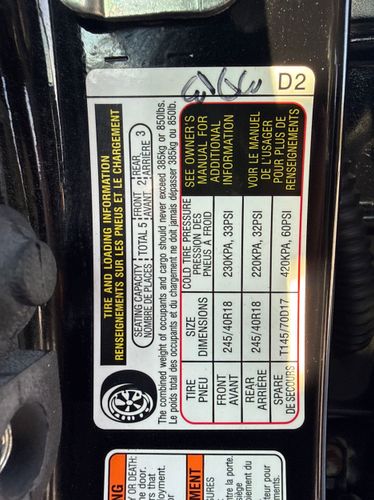 D2
TIRE AND LOADING INFORMATION
RENSEIGNEMENTS SUR LES PNEUS ET LE CHARGEMENT
SEATING CAPACITY
NOMBRE DE PLACES
TOTAL 5
FRONT
AVANT 2
REAR
ARRIÈRE 3
The combined weight of occupants and cargo should never exceed 385kg or 850lbs.
Le poids total des occupants et du chargement ne doit jamais dépasser 385kg ou 850lb.
TIRE
PNEU
SIZE
DIMENSIONS
COLD TIRE PRESSURE
PRESSION DES
PNEUS A FROID
SEE OWNER'S
MANUAL FOR
ADDITIONAL
INFORMATION
FRONT
AVANT
245/40R18
230KPA, 33PSI
REAR
ARRIÈRE
245/40R18
220KPA, 32PSI
VOIR LE MANUEL
DE L'USAGER
POUR PLUS DE
RENSEIGNEMENTS
SPARE
DE SECOURS
T145/70D17
420KPA, 60PSI
OR DEATH:
the door.